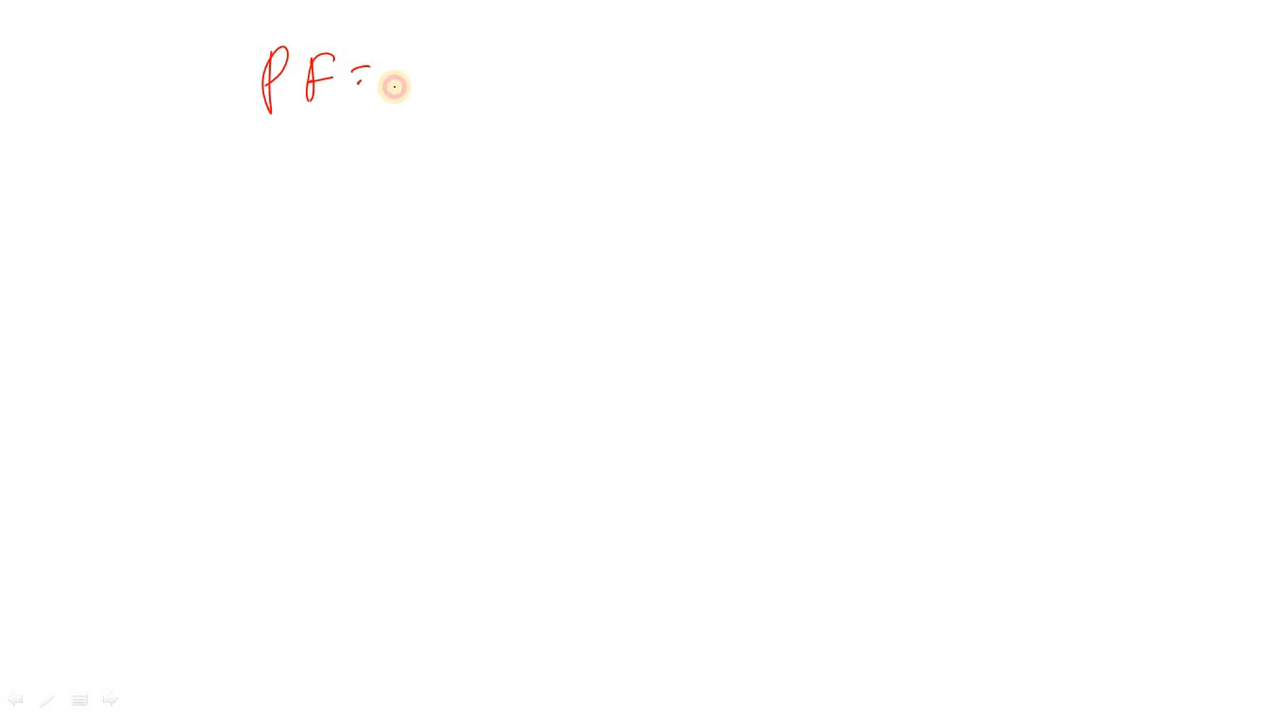 PF =